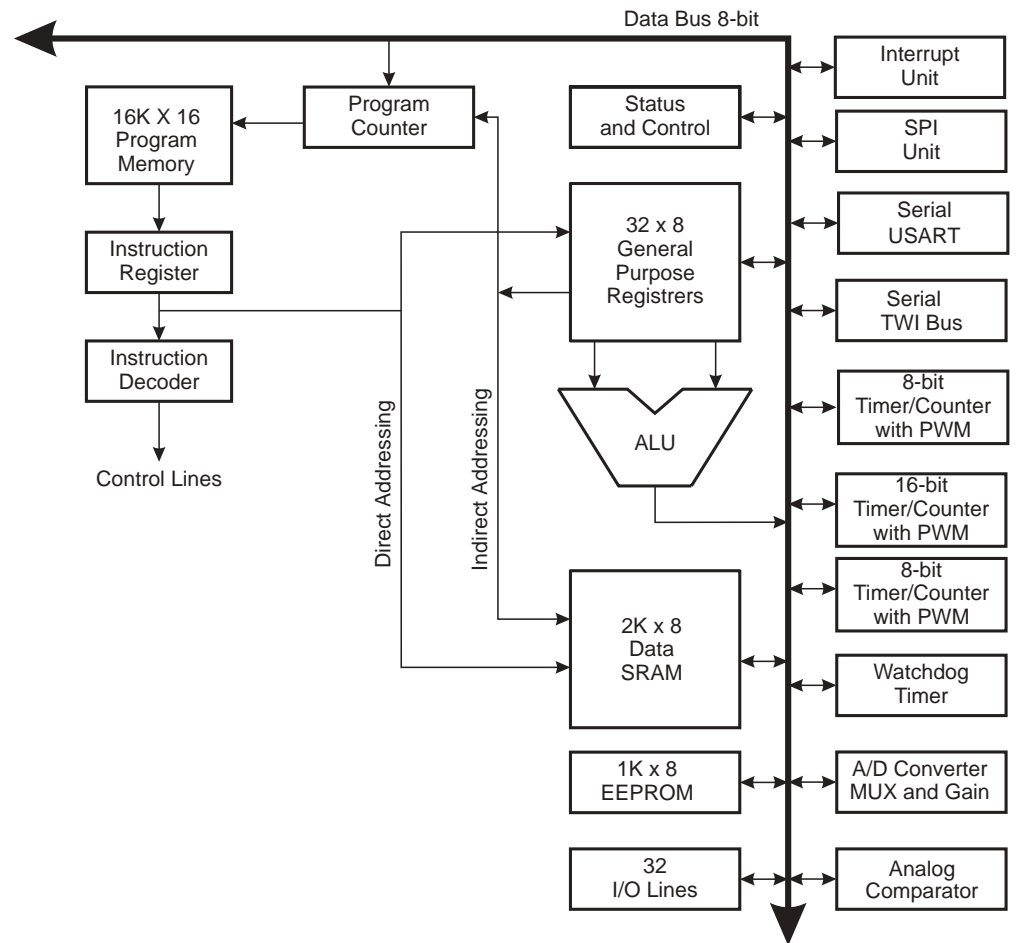 Data Bus 8-bit
16K X 16
Program
Memory
Program
Counter
Instruction
Register
Instruction
Decoder
Control Lines
Direct Addressing
Indirect Addressing
Status
and Control
32 x 8
General
Purpose
Registrers
ALU
2K x 8
Data
SRAM
1K x 8
EEPROM
32
I/O Lines
Interrupt
Unit
SPI
Unit
Serial
USART
Serial
TWI Bus
8-bit
Timer/Counter
with PWM
16-bit
Timer/Counter
with PWM
8-bit
Timer/Counter
with PWM
Watchdog
Timer
A/D Converter
MUX and Gain
Analog
Comparator